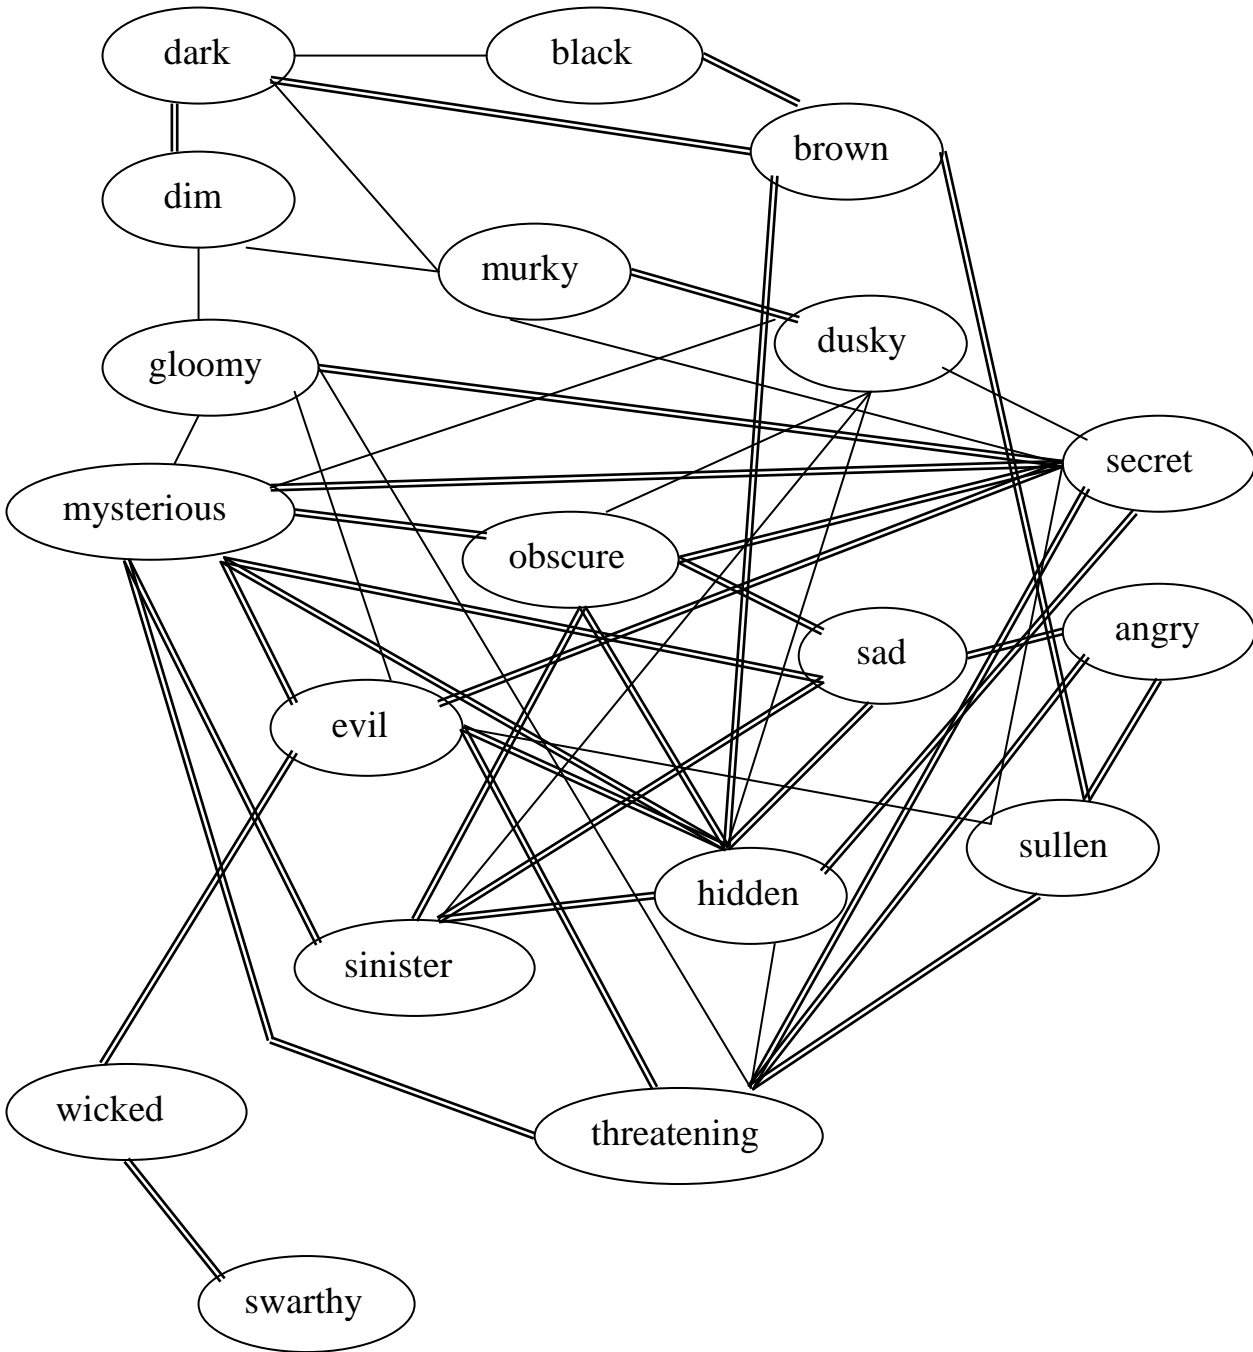 dark
black
brown
dim
murky
dusky
gloomy
secret
mysterious
obscure
angry
sad
evil
sullen
hidden
sinister
wicked
threatening
swarthy